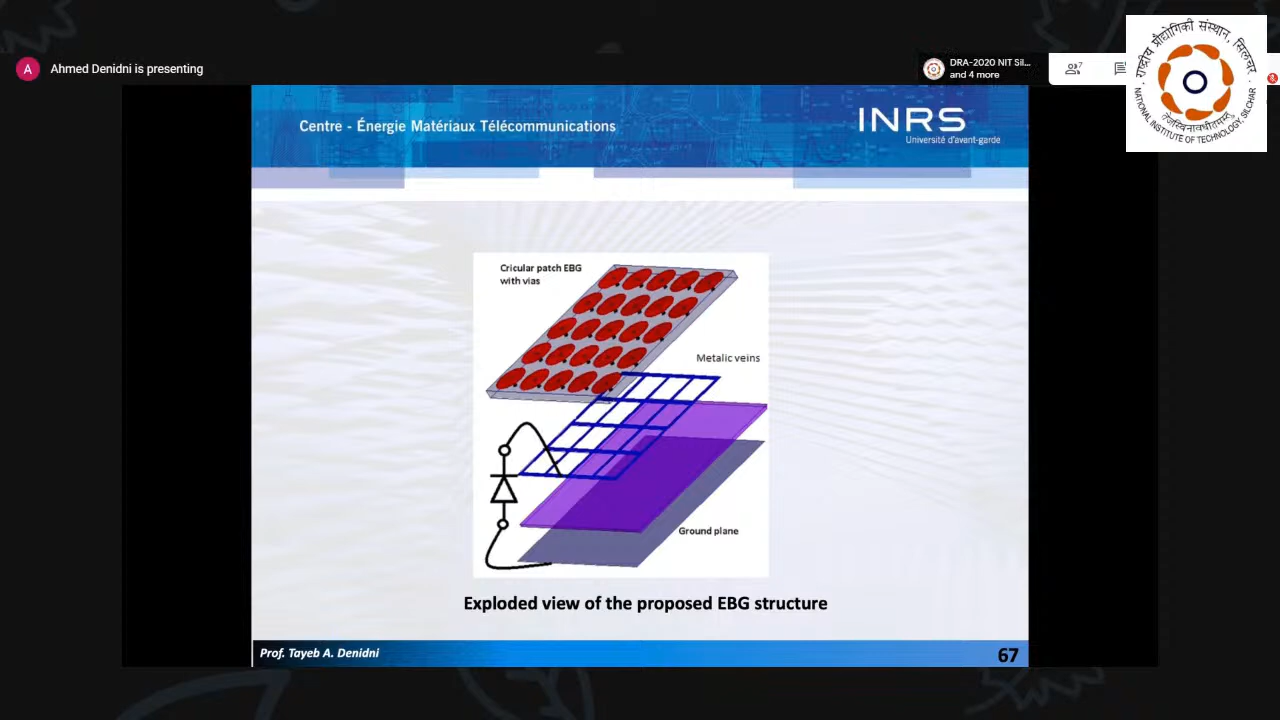 A
Ahmed Denidni is presenting
DRA-2020 NIT Sil...
and 4 more
7
राष्ट्रीय प्रौद्योगिकी संस्थान, सिलचर
NATIONAL INSTITUTE OF TECHNOLOGY, SILCHAR
Centre - Énergie Matériaux Télécommunications
INRS
Université d'avant-garde
Cricular patch EBG
with vias
Metalic veins
Ground plane
Exploded view of the proposed EBG structure
Prof. Tayeb A. Denidni
67